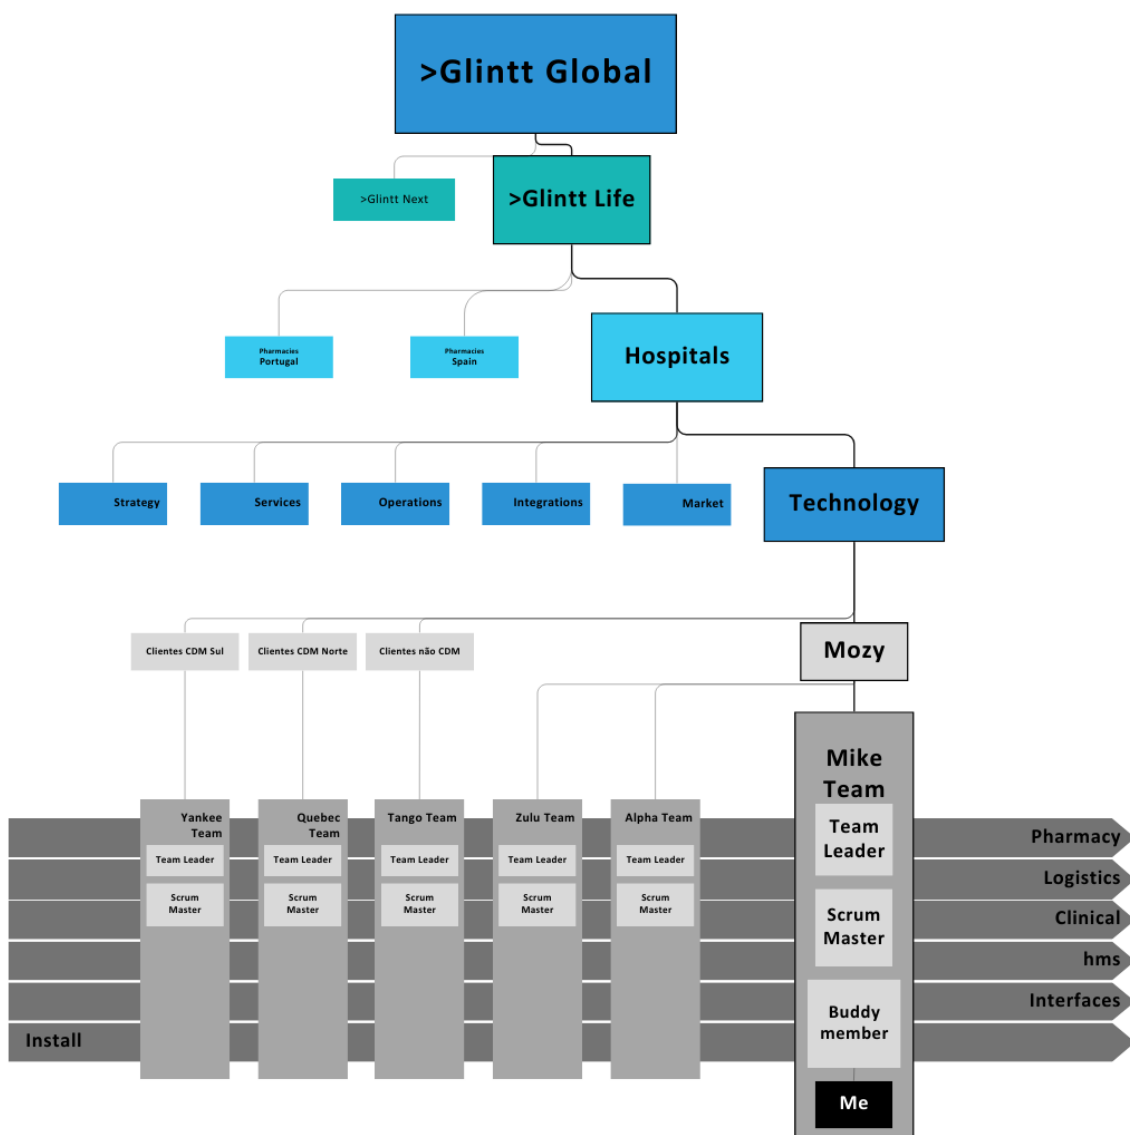 >Glintt Global
>Glintt Next
>Glintt Life
Pharmacies
Portugal
Pharmacies
Spain
Hospitals
Strategy
Services
Operations
Integrations
Market
Technology
Clientes CDM Sul
Clientes CDM Norte
Clientes não CDM
Mozy
Yankee
Team
Team Leader
Scrum
Master
Quebec
Team
Team Leader
Scrum
Master
Tango Team
Team Leader
Scrum
Master
Zulu Team
Team Leader
Scrum
Master
Alpha Team
Team Leader
Scrum
Master
Mike
Team
Team
Leader
Scrum
Master
Buddy
member
Me
Pharmacy
Logistics
Clinical
hms
Interfaces
Install